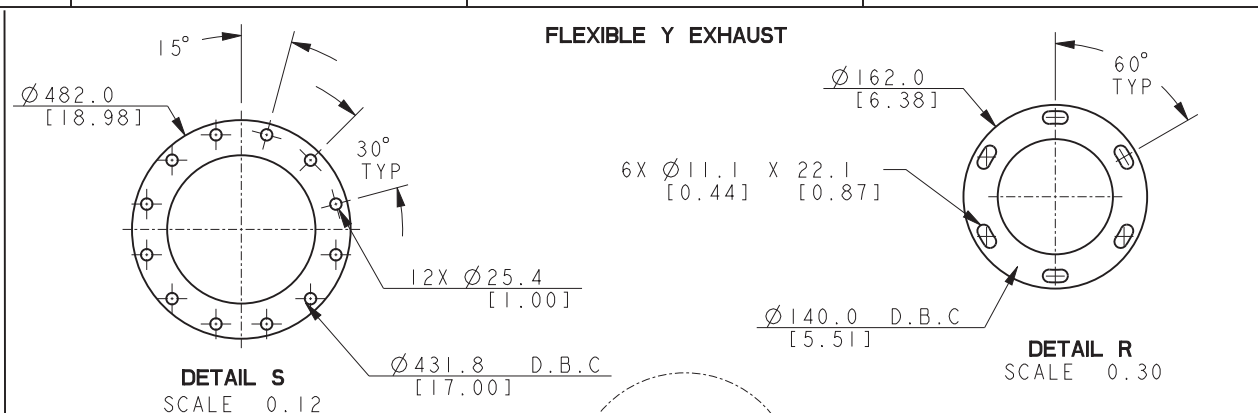 FLEXIBLE Y EXHAUST
15°
Ø482.0
[18.98]
30°
TYP
12X Ø25.4
[1.00]
Ø431.8 D.B.C
[17.00]
DETAIL S
SCALE 0.12
60°
TYP
Ø162.0
[6.38]
6X Ø11.1 X 22.1
[0.44] [0.87]
Ø140.0 D.B.C
[5.51]
DETAIL R
SCALE 0.30